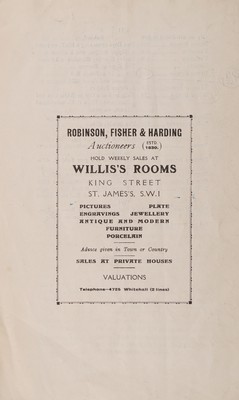 ROBINSON, FISHER & HARDING
Auctioneers (ESTD. 1830.)
HOLD WEEKLY SALES AT
WILLIS'S ROOMS
KING STREET
ST. JAMES'S, S.W.1
PICTURES PLATE
ENGRAVINGS JEWELLERY
ANTIQUE AND MODERN
FURNITURE
PORCELAIN
Advice given in Town or Country
SALES AT PRIVATE HOUSES
VALUATIONS
Telephone—4725 Whitehall (2 lines)